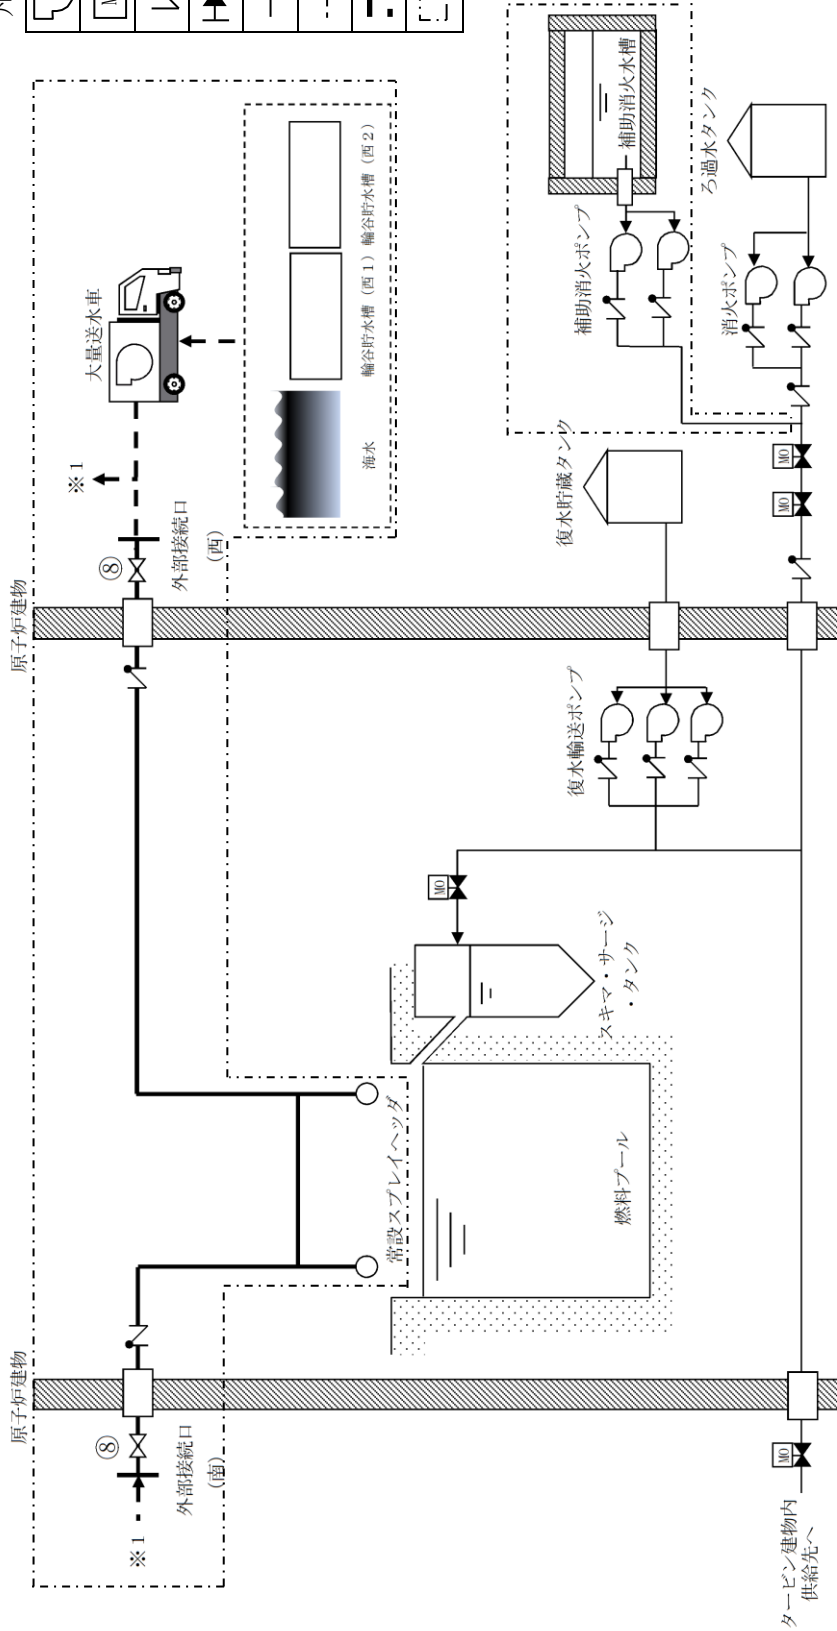 原子炉建物
原子炉建物
※1
⑧
外部接続口
(南)
※1
⑧
外部接続口
(西)
大量送水車
海水
輪谷貯水槽 (西1)
輪谷貯水槽 (西2)
常設スプレイヘッダ
燃料プール
スキマ・サージ
・タンク
MO
復水輸送ポンプ
復水貯蔵タンク
補助消火ポンプ
補助消火水槽
消火ポンプ
ろ過水タンク
MO
MO
MO
タービン建物内
供給先へ